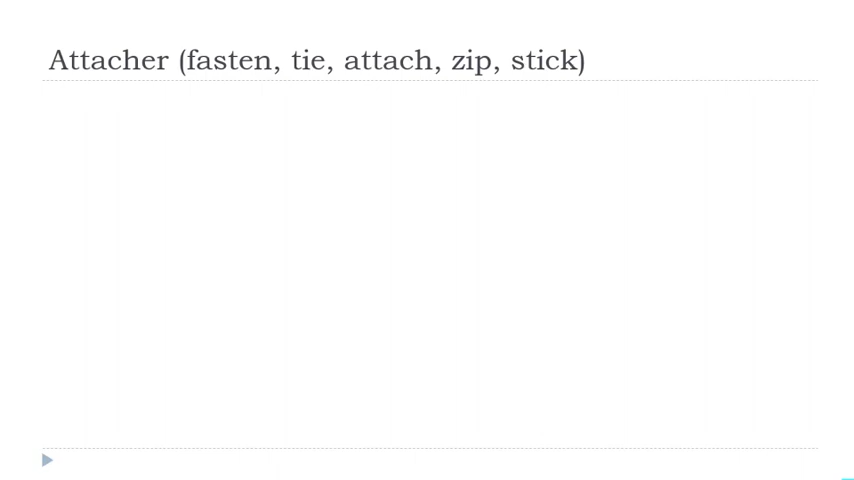 Attacher (fasten, tie, attach, zip, stick)